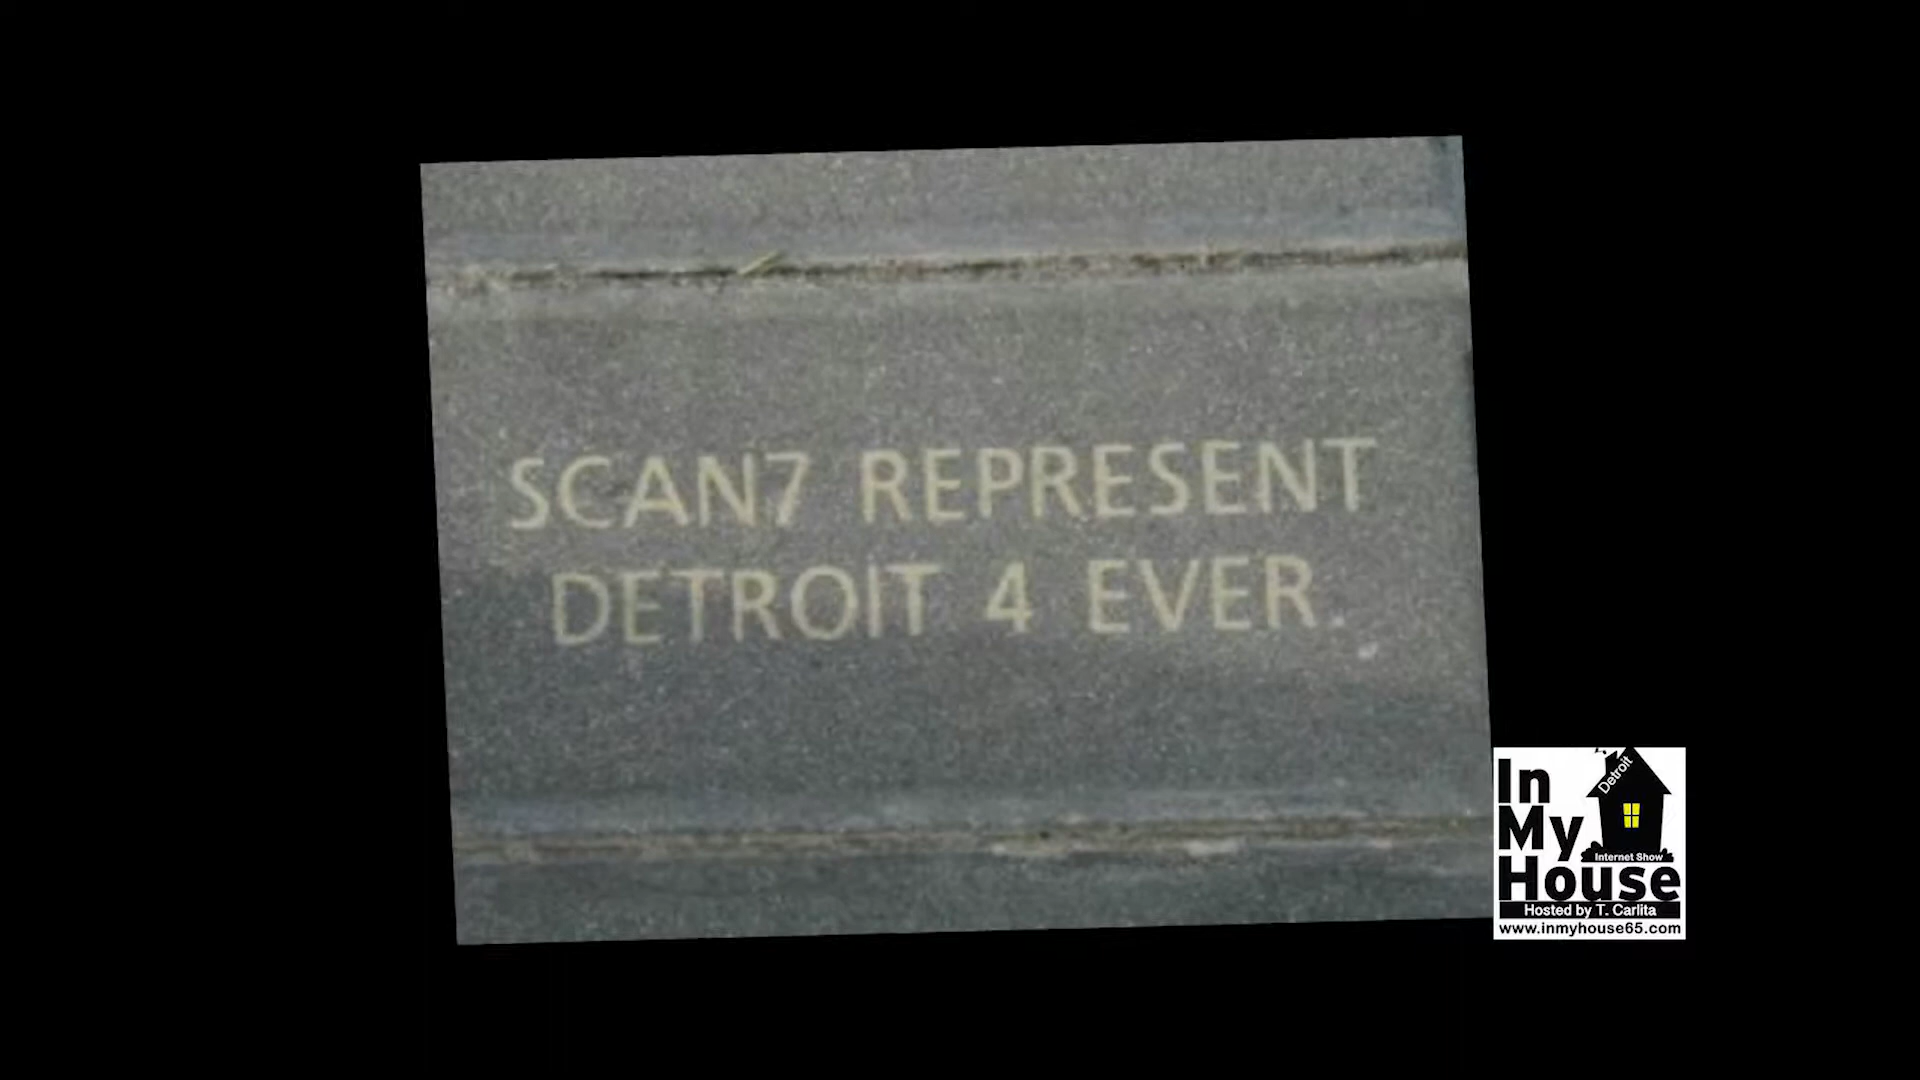 SCAN7 REPRESENT
DETROIT 4 EVER.
In
My
House
Detroit
Internet Show
Hosted by T. Carlita
www.inmyhouse65.com